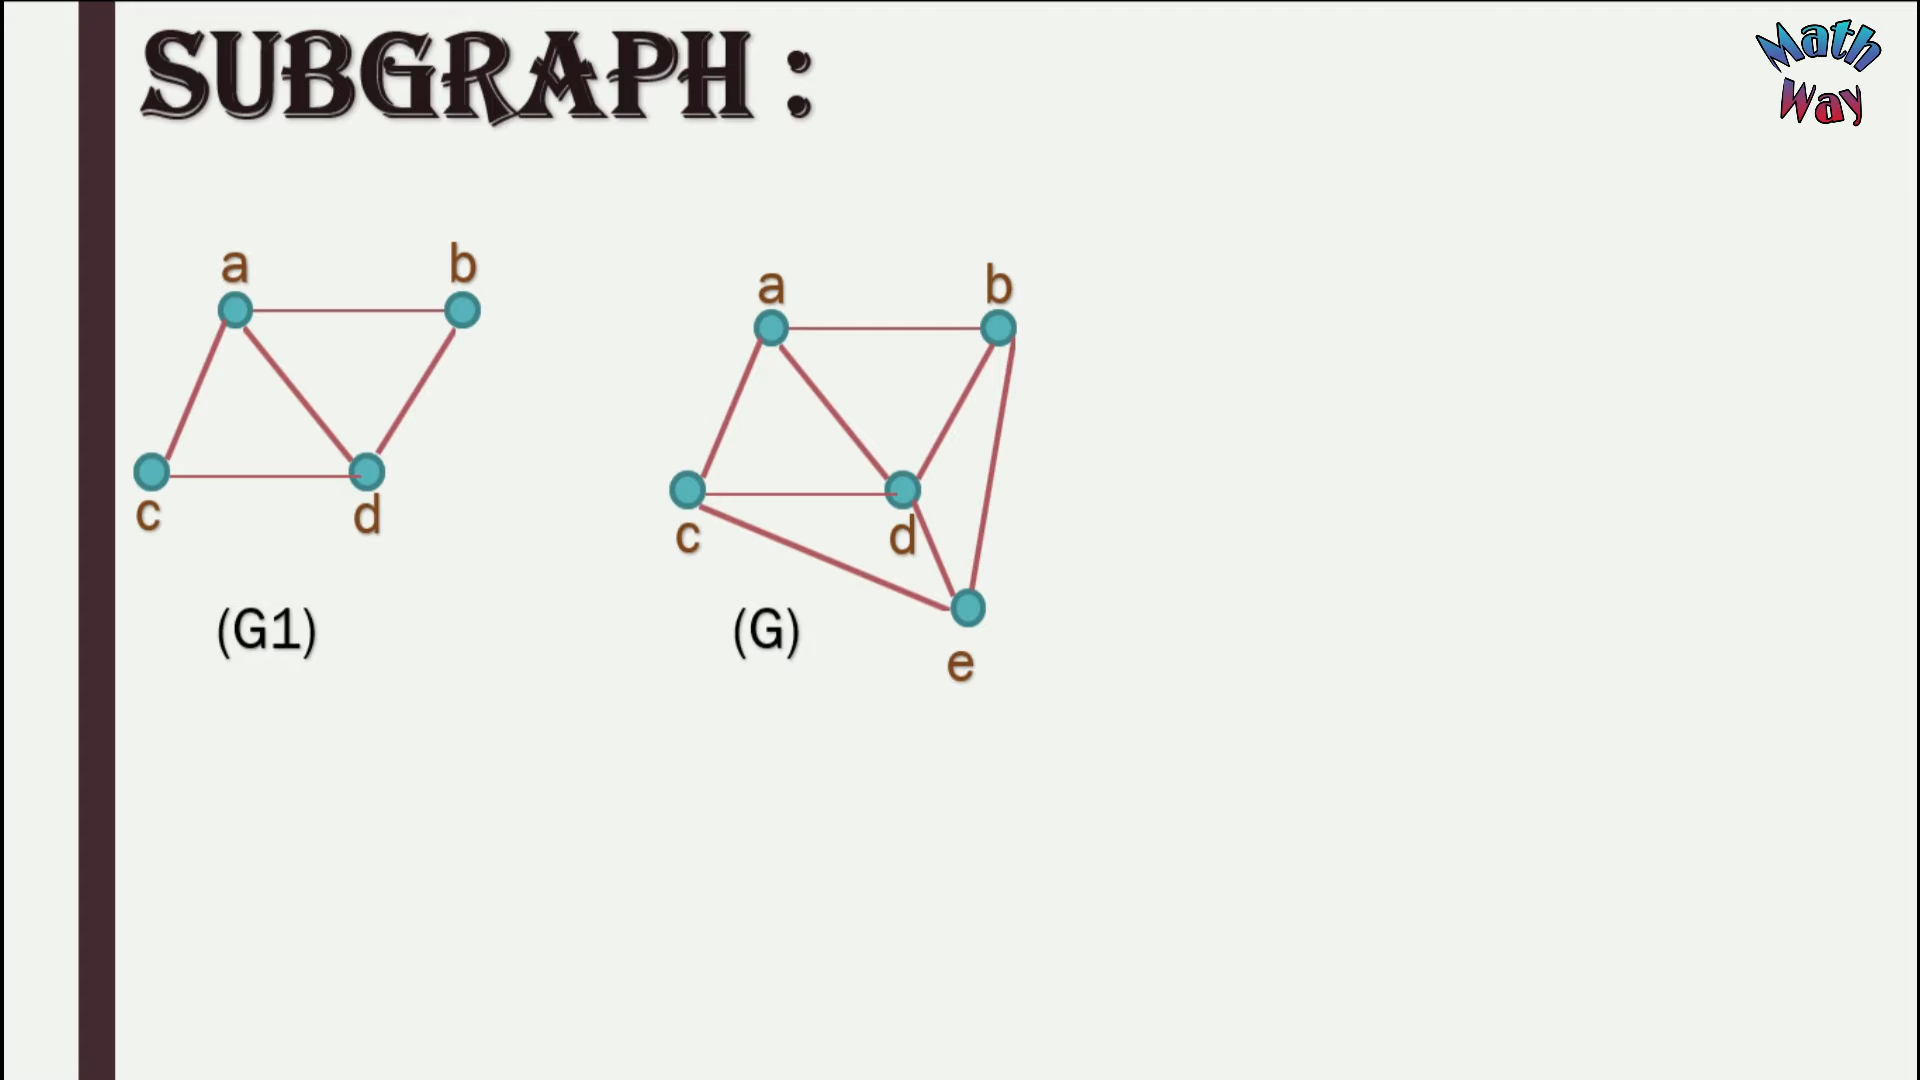 SUBGRAPH :
Math
Way
a b
c d
(G1)
a b
c d
e
(G)